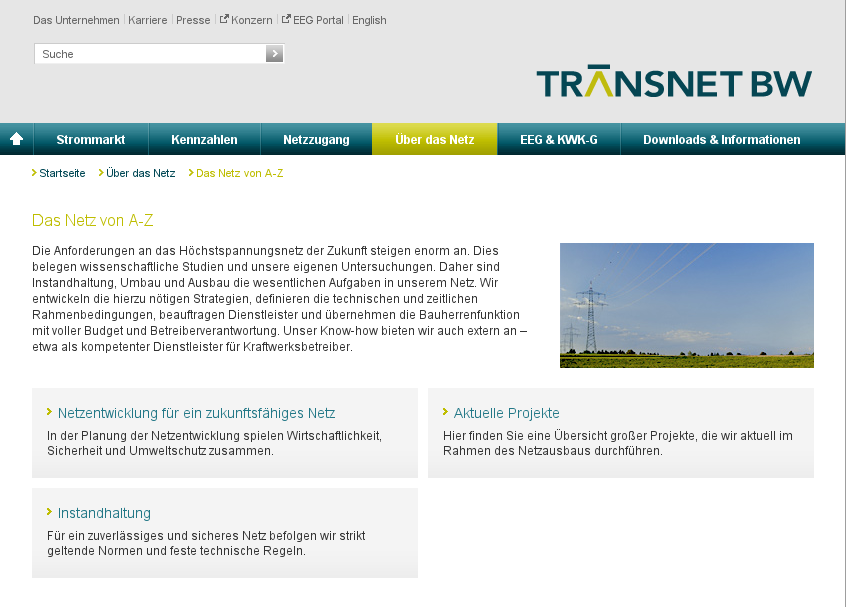 Das Unternehmen Karriere Presse Konzern EEG Portal English
Suche
TRANSNET BW
Strommarkt Kennzahlen Netzzugang Über das Netz EEG & KWK-G Downloads & Informationen
Startseite Über das Netz Das Netz von A-Z
Das Netz von A-Z
Die Anforderungen an das Höchstspannungsnetz der Zukunft steigen enorm an. Dies
belegen wissenschaftliche Studien und unsere eigenen Untersuchungen. Daher sind
Instandhaltung, Umbau und Ausbau die wesentlichen Aufgaben in unserem Netz. Wir
entwickeln die hierzu nötigen Strategien, definieren die technischen und zeitlichen
Rahmenbedingungen, beauftragen Dienstleister und übernehmen die Bauherrenfunktion
mit voller Budget und Betreiberverantwortung. Unser Know-how bieten wir auch extern an –
etwa als kompetenter Dienstleister für Kraftwerksbetreiber.
Netzentwicklung für ein zukunftsfähiges Netz
In der Planung der Netzentwicklung spielen Wirtschaftlichkeit,
Sicherheit und Umweltschutz zusammen.
Aktuelle Projekte
Hier finden Sie eine Übersicht großer Projekte, die wir aktuell im
Rahmen des Netzausbaus durchführen.
Instandhaltung
Für ein zuverlässiges und sicheres Netz befolgen wir strikt
geltende Normen und feste technische Regeln.